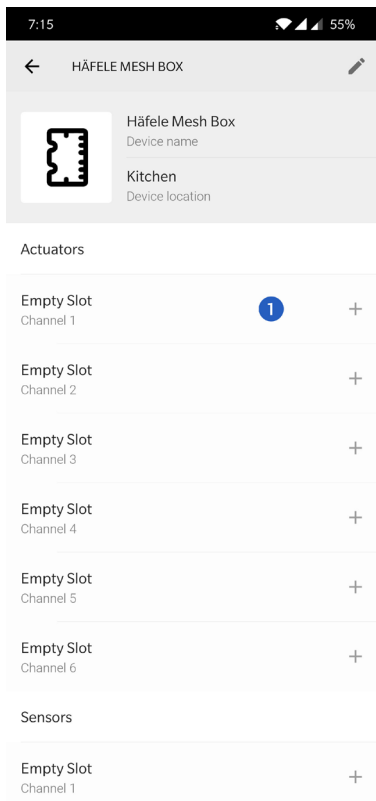 7:15
55%
HÄFELE MESH BOX
Häfele Mesh Box
Device name
Kitchen
Device location
Actuators
Empty Slot
1
Channel 1
Empty Slot
Channel 2
Empty Slot
Channel 3
Empty Slot
Channel 4
Empty Slot
Channel 5
Empty Slot
Channel 6
Sensors
Empty Slot
Channel 1